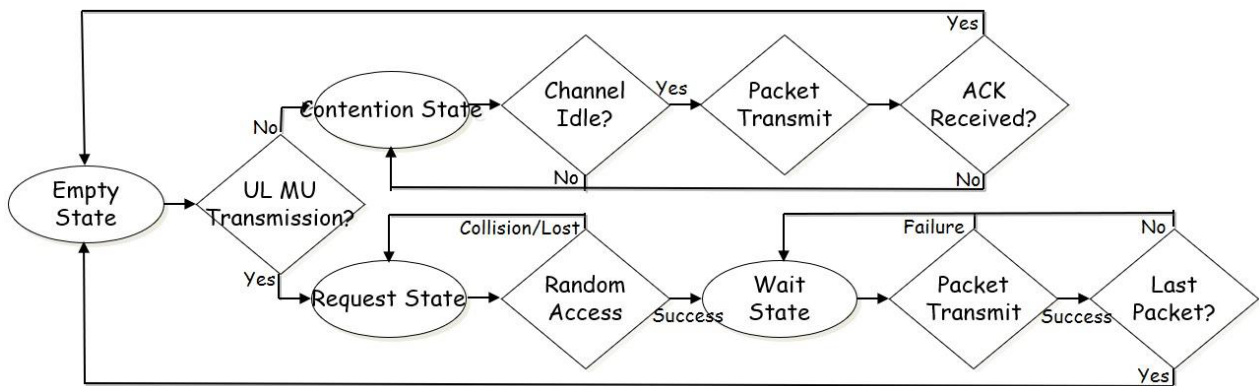 Yes
Channel
Idle?
Yes
Packet
Transmit
ACK
Received?
Contention State
No
No
No
Empty
State
UL MU
Transmission?
Collision/Lost
Failure
No
Yes
Request State
Random
Access
Success
Wait
State
Packet
Transmit
Success
Last
Packet?
Yes